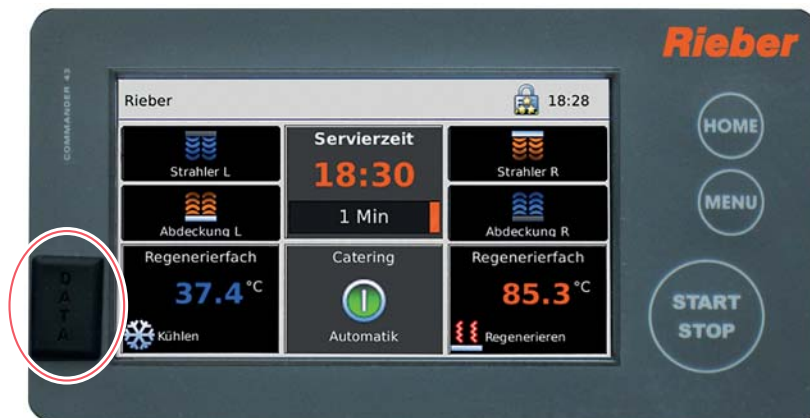 Rieber
COMMANDER 43
Rieber
18:28
HOME
MENU
START
STOP
DATA
Strahler L
Servierzeit
18:30
1 Min
Strahler R
Abdeckung L
Abdeckung R
Regenerierfach
37.4 °C
Kühlen
Catering
Automatik
Regenerierfach
85.3 °C
Regenerieren